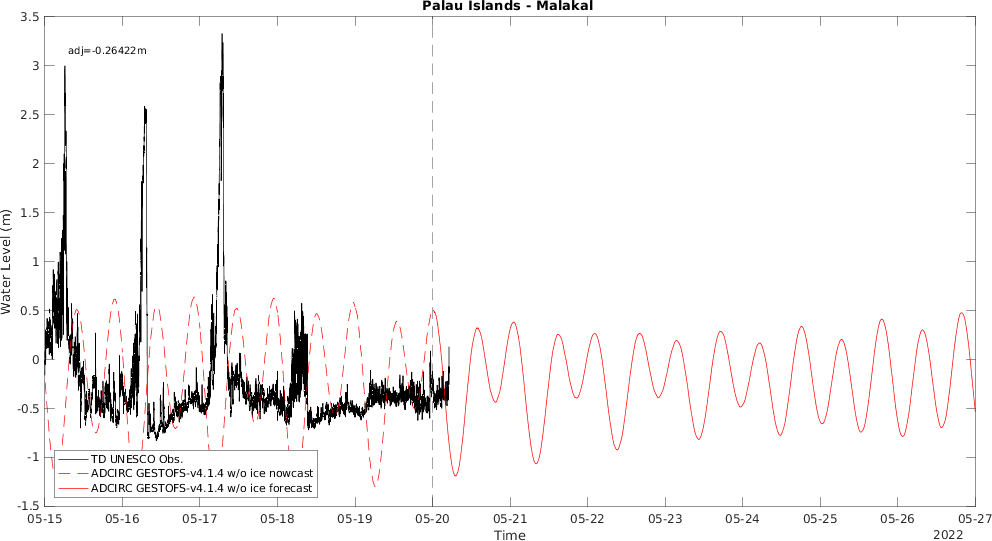 Palau Islands - Malakal
adj=-0.26422m
3.5
3
2.5
2
1.5
1
0.5
0
-0.5
-1
-1.5
Water Level (m)
TD UNESCO Obs.
ADCIRC GESTOFS-v4.1.4 w/o ice nowcast
ADCIRC GESTOFS-v4.1.4 w/o ice forecast
05-15 05-16 05-17 05-18 05-19 05-20 05-21 05-22 05-23 05-24 05-25 05-26 05-27
Time
2022